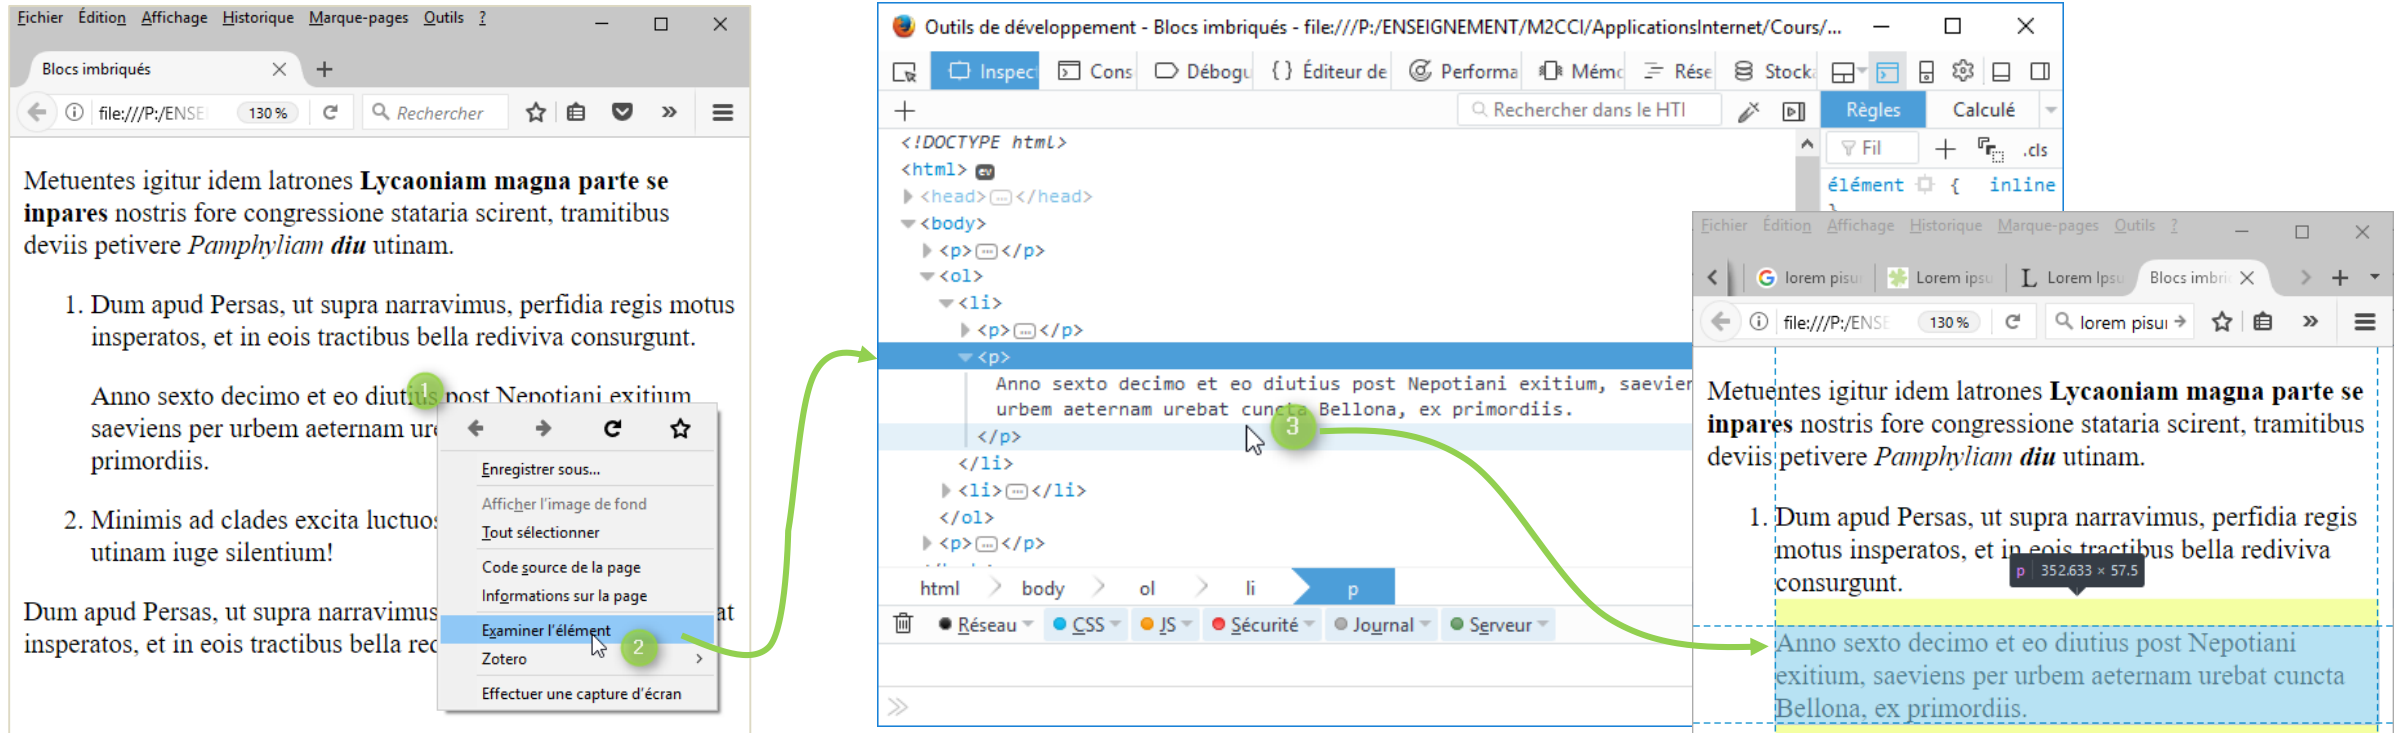 Fichier Édition Affichage Historique Marque-pages Outils ?
Blocs imbriqués
file:///P:/ENSE 130 % Rechercher
Metuentes igitur idem latrones Lycaoniam magna parte se
inpares nostris fore congressione stataria scirent, tramitibus
deviis petivere Pamphyliam diu utinam.
1. Dum apud Persas, ut supra narravimus, perfidia regis motus
insperatos, et in eois tractibus bella rediviva consurgunt.
1
Anno sexto decimo et eo diutius post Nepotiani exitium
saeviens per urbem aeternam ure
primordiis.
2. Minimis ad clades excita luctuos
utinam iuge silentium!
Dum apud Persas, ut supra narravimus at
insperatos, et in eois tractibus bella red
Enregistrer sous...
Afficher l'image de fond
Tout sélectionner
Code source de la page
Informations sur la page
Examiner l'élément
2
Zotero
Effectuer une capture d'écran
Outils de développement - Blocs imbriqués - file:///P:/ENSEIGNEMENT/M2CCI/ApplicationsInternet/Cours/...
Inspec Cons Débogu { } Éditeur de Performa Mémo Rése Stocka
+ Rechercher dans le HTI Règles Calculé
Fil + .cls
élément { inline
}
<!DOCTYPE html>
<html> ev
<head></head>
<body>
<p></p>
<ol>
<li>
<p></p>
<p>
Anno sexto decimo et eo diutius post Nepotiani exitium, saevier
urbem aeternam urebat cuncta Bellona, ex primordiis.
3
</p>
</li>
<li></li>
</ol>
<p></p>
html body ol li p
Réseau CSS JS Sécurité Journal Serveur
Fichier Édition Affichage Historique Marque-pages Outils ?
lorem pisu Lorem ipsu L Lorem Ipsu Blocs imbri
file:///P:/ENSE 130 % lorem pisui
Metuentes igitur idem latrones Lycaoniam magna parte se
inpares nostris fore congressione stataria scirent, tramitibus
deviis petivere Pamphyliam diu utinam.
1. Dum apud Persas, ut supra narravimus, perfidia regis
motus insperatos, et in eois tractibus bella rediviva
consurgunt.
p 352.633 × 57.5
Anno sexto decimo et eo diutius post Nepotiani
exitium, saeviens per urbem aeternam urebat cuncta
Bellona, ex primordiis.